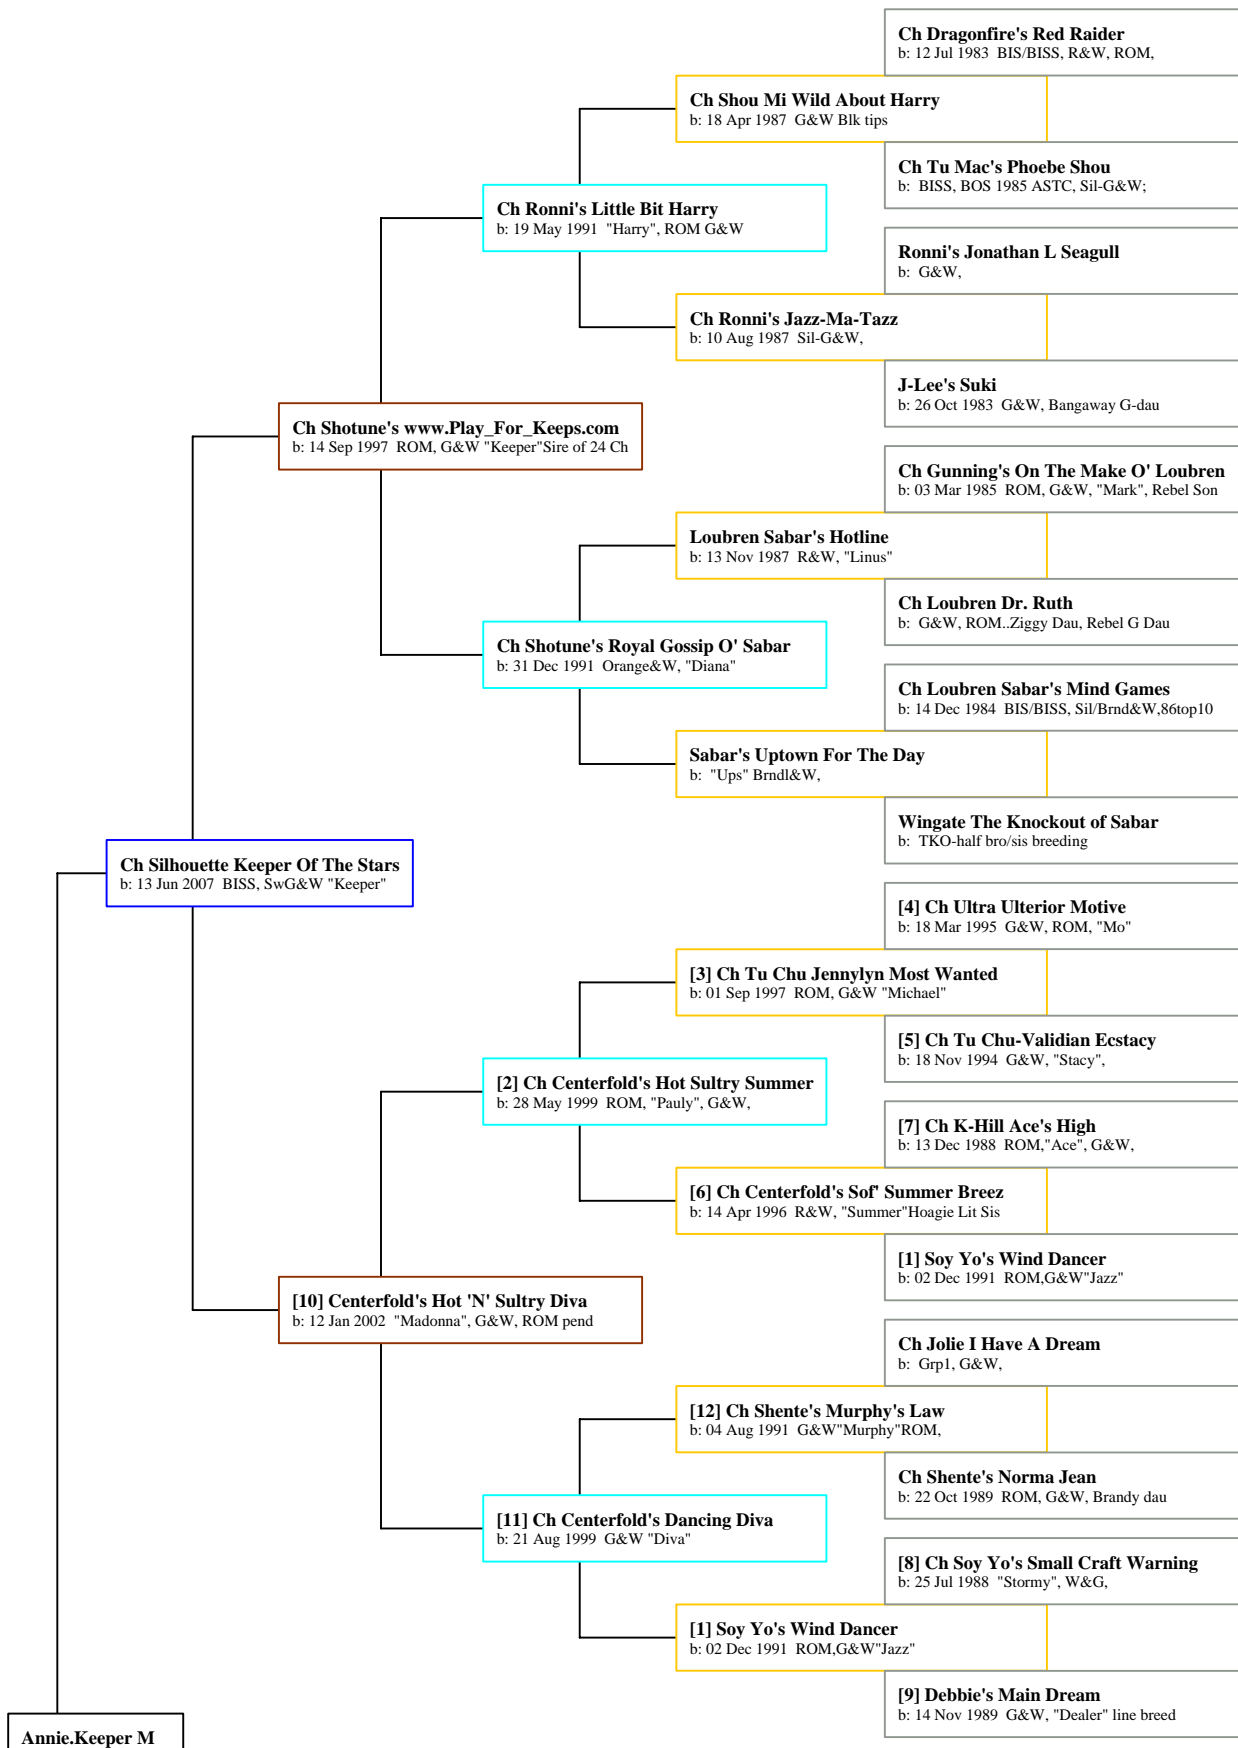 Ch Dragonfire's Red Raider
b: 12 Jul 1983  BIS/BISS, R&W, ROM,
Ch Shou Mi Wild About Harry
b: 18 Apr 1987  G&W Blk tips
Ch Tu Mac's Phoebe Shou
b:  BISS, BOS 1985 ASTC, Sil-G&W;
Ch Ronni's Little Bit Harry
b: 19 May 1991  "Harry", ROM G&W
Ronni's Jonathan L Seagull
b:  G&W,
Ch Ronni's Jazz-Ma-Tazz
b: 10 Aug 1987  Sil-G&W,
J-Lee's Suki
b: 26 Oct 1983  G&W, Bangaway G-dau
Ch Shotune's www.Play_For_Keeps.com
b: 14 Sep 1997  ROM, G&W "Keeper"Sire of 24 Ch
Ch Gunning's On The Make O' Loubren
b: 03 Mar 1985  ROM, G&W, "Mark", Rebel Son
Loubren Sabar's Hotline
b: 13 Nov 1987  R&W, "Linus"
Ch Loubren Dr. Ruth
b:  G&W, ROM..Ziggy Dau, Rebel G Dau
Ch Shotune's Royal Gossip O' Sabar
b: 31 Dec 1991  Orange&W, "Diana"
Ch Loubren Sabar's Mind Games
b: 14 Dec 1984  BIS/BISS, Sil/Brnd&W,86top10
Sabar's Uptown For The Day
b:  "Ups" Brndl&W,
Wingate The Knockout of Sabar
b:  TKO-half bro/sis breeding
Ch Silhouette Keeper Of The Stars
b: 13 Jun 2007  BISS, SwG&W "Keeper"
[4] Ch Ultra Ulterior Motive
b: 18 Mar 1995  G&W, ROM, "Mo"
[3] Ch Tu Chu Jennylyn Most Wanted
b: 01 Sep 1997  ROM, G&W "Michael"
[5] Ch Tu Chu-Validian Ecstacy
b: 18 Nov 1994  G&W, "Stacy",
[2] Ch Centerfold's Hot Sultry Summer
b: 28 May 1999  ROM, "Pauly", G&W,
[7] Ch K-Hill Ace's High
b: 13 Dec 1988  ROM,"Ace", G&W,
[6] Ch Centerfold's Sof' Summer Breez
b: 14 Apr 1996  R&W, "Summer"Hoagie Lit Sis
[1] Soy Yo's Wind Dancer
b: 02 Dec 1991  ROM,G&W"Jazz"
[10] Centerfold's Hot 'N' Sultry Diva
b: 12 Jan 2002  "Madonna", G&W, ROM pend
Ch Jolie I Have A Dream
b:  Grp1, G&W,
[12] Ch Shente's Murphy's Law
b: 04 Aug 1991  G&W"Murphy"ROM,
Ch Shente's Norma Jean
b: 22 Oct 1989  ROM, G&W, Brandy dau
[11] Ch Centerfold's Dancing Diva
b: 21 Aug 1999  G&W "Diva"
[8] Ch Soy Yo's Small Craft Warning
b: 25 Jul 1988  "Stormy", W&G,
[1] Soy Yo's Wind Dancer
b: 02 Dec 1991  ROM,G&W"Jazz"
[9] Debbie's Main Dream
b: 14 Nov 1989  G&W, "Dealer" line breed
Annie.Keeper M